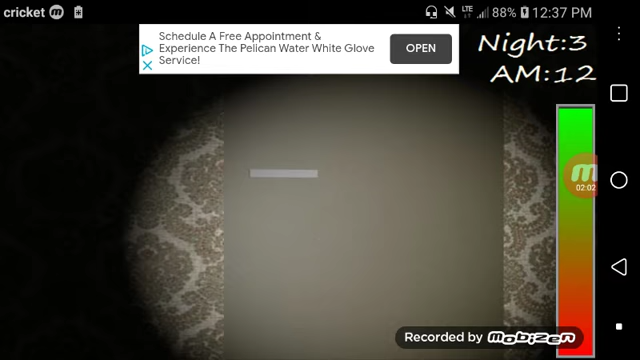 cricket
LTE
88%
12:37 PM
Schedule A Free Appointment &
Experience The Pelican Water White Glove
Service!
OPEN
Night:3
AM:12
02:02
Recorded by mobizen